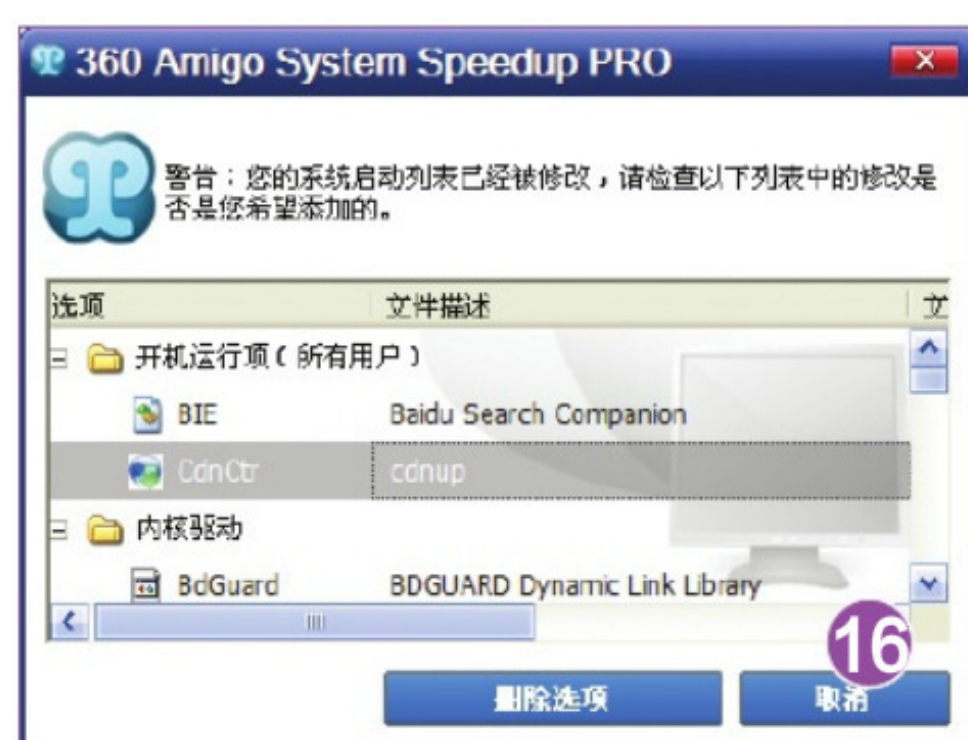 360 Amigo System Speedup PRO
警告：您的系统启动列表已经被修改，请检查以下列表中的修改是
否是您希望添加的。
选项 文件描述 文
开机运行项(所有用户)
BIE Baidu Search Companion
CdnCtr cdnup
内核驱动
BdGuard BDGUARD Dynamic Link Library
16
删除选项 取消